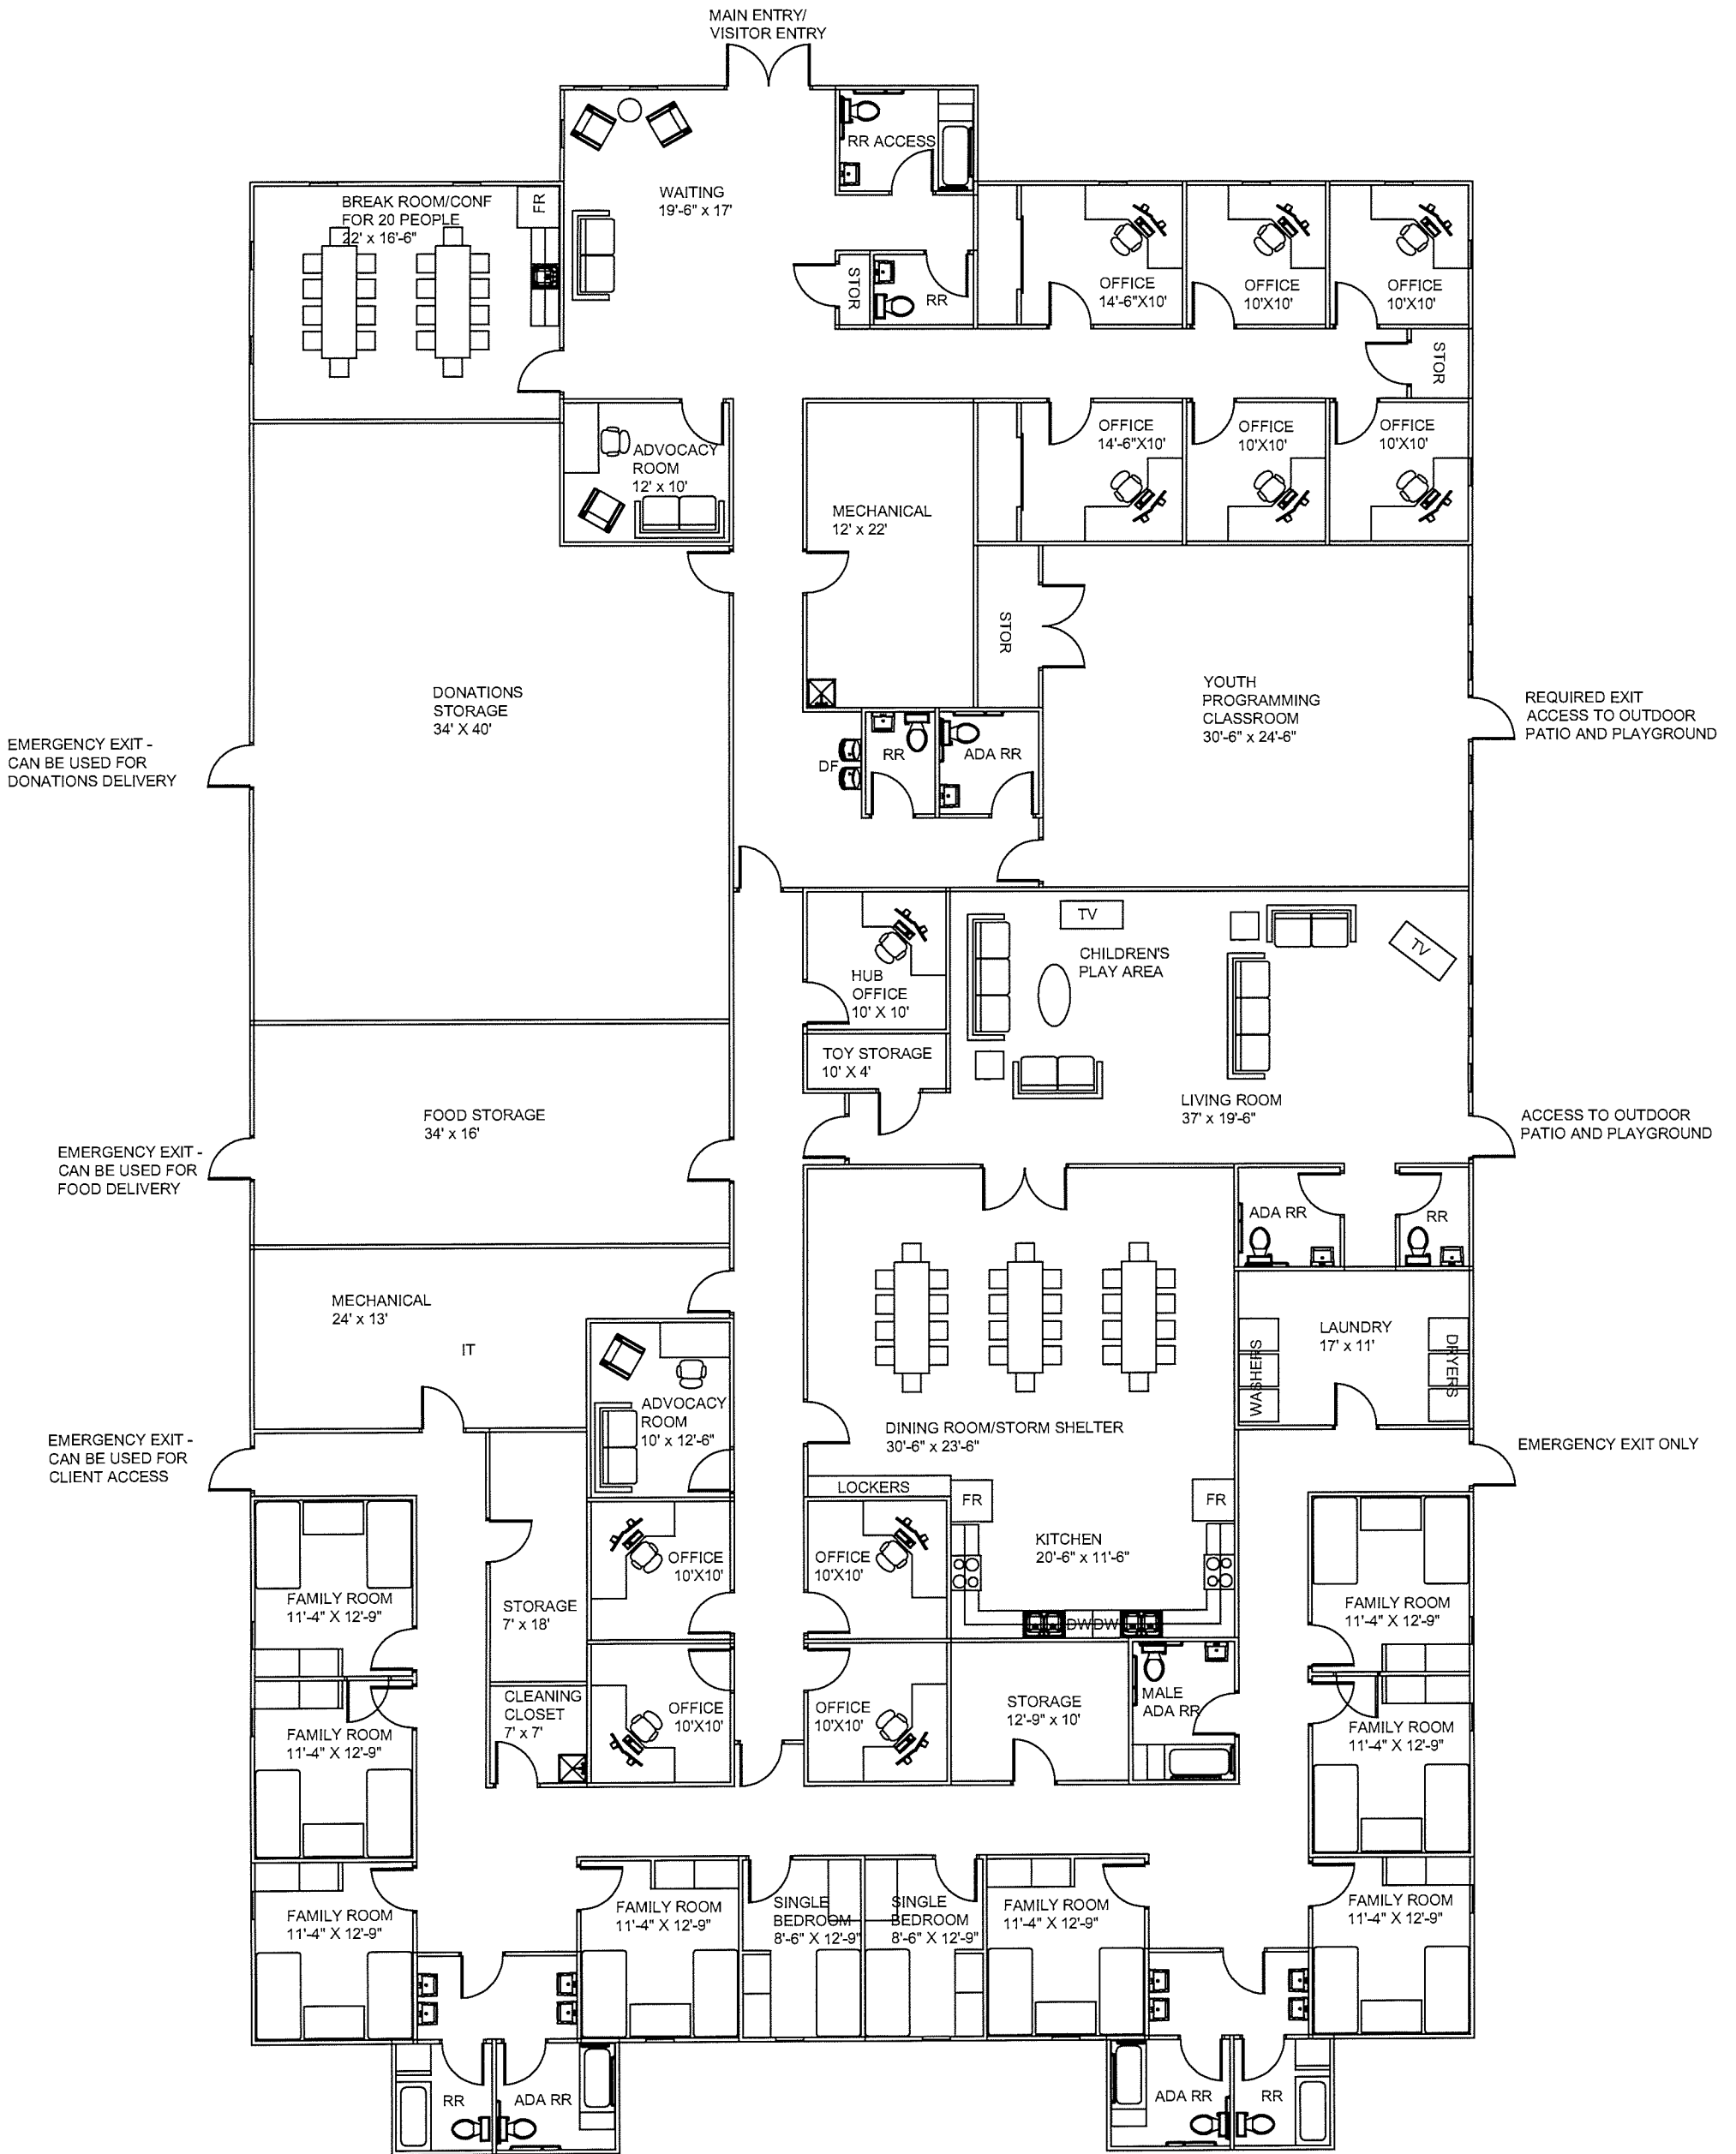 MAIN ENTRY/
VISITOR ENTRY
RR ACCESS
WAITING
19'-6" x 17'
BREAK ROOM/CONF
FOR 20 PEOPLE
22' x 16'-6"
FR
STOR
RR
OFFICE
14'-6"X10'
OFFICE
10'X10'
OFFICE
10'X10'
STOR
ADVOCACY
ROOM
12' x 10'
MECHANICAL
12' x 22'
OFFICE
14'-6"X10'
OFFICE
10'X10'
OFFICE
10'X10'
STOR
DONATIONS
STORAGE
34' X 40'
YOUTH
PROGRAMMING
CLASSROOM
30'-6" x 24'-6"
REQUIRED EXIT
ACCESS TO OUTDOOR
PATIO AND PLAYGROUND
EMERGENCY EXIT -
CAN BE USED FOR
DONATIONS DELIVERY
DF
RR
ADA RR
HUB
OFFICE
10' X 10'
TV
CHILDREN'S
PLAY AREA
TV
TOY STORAGE
10' X 4'
LIVING ROOM
37' x 19'-6"
FOOD STORAGE
34' x 16'
ACCESS TO OUTDOOR
PATIO AND PLAYGROUND
EMERGENCY EXIT -
CAN BE USED FOR
FOOD DELIVERY
ADA RR
RR
MECHANICAL
24' x 13'
IT
LAUNDRY
17' x 11'
WASHERS
DRYERS
ADVOCACY
ROOM
10' x 12'-6"
DINING ROOM/STORM SHELTER
30'-6" x 23'-6"
EMERGENCY EXIT -
CAN BE USED FOR
CLIENT ACCESS
EMERGENCY EXIT ONLY
LOCKERS
FR
FR
KITCHEN
20'-6" x 11'-6"
OFFICE
10'X10'
OFFICE
10'X10'
DW
DW
FAMILY ROOM
11'-4" X 12'-9"
STORAGE
7' x 18'
FAMILY ROOM
11'-4" X 12'-9"
CLEANING
CLOSET
7' x 7'
OFFICE
10'X10'
OFFICE
10'X10'
STORAGE
12'-9" x 10'
MALE
ADA RR
FAMILY ROOM
11'-4" X 12'-9"
FAMILY ROOM
11'-4" X 12'-9"
FAMILY ROOM
11'-4" X 12'-9"
FAMILY ROOM
11'-4" X 12'-9"
SINGLE
BEDROOM
8'-6" X 12'-9"
SINGLE
BEDROOM
8'-6" X 12'-9"
FAMILY ROOM
11'-4" X 12'-9"
FAMILY ROOM
11'-4" X 12'-9"
RR
ADA RR
ADA RR
RR